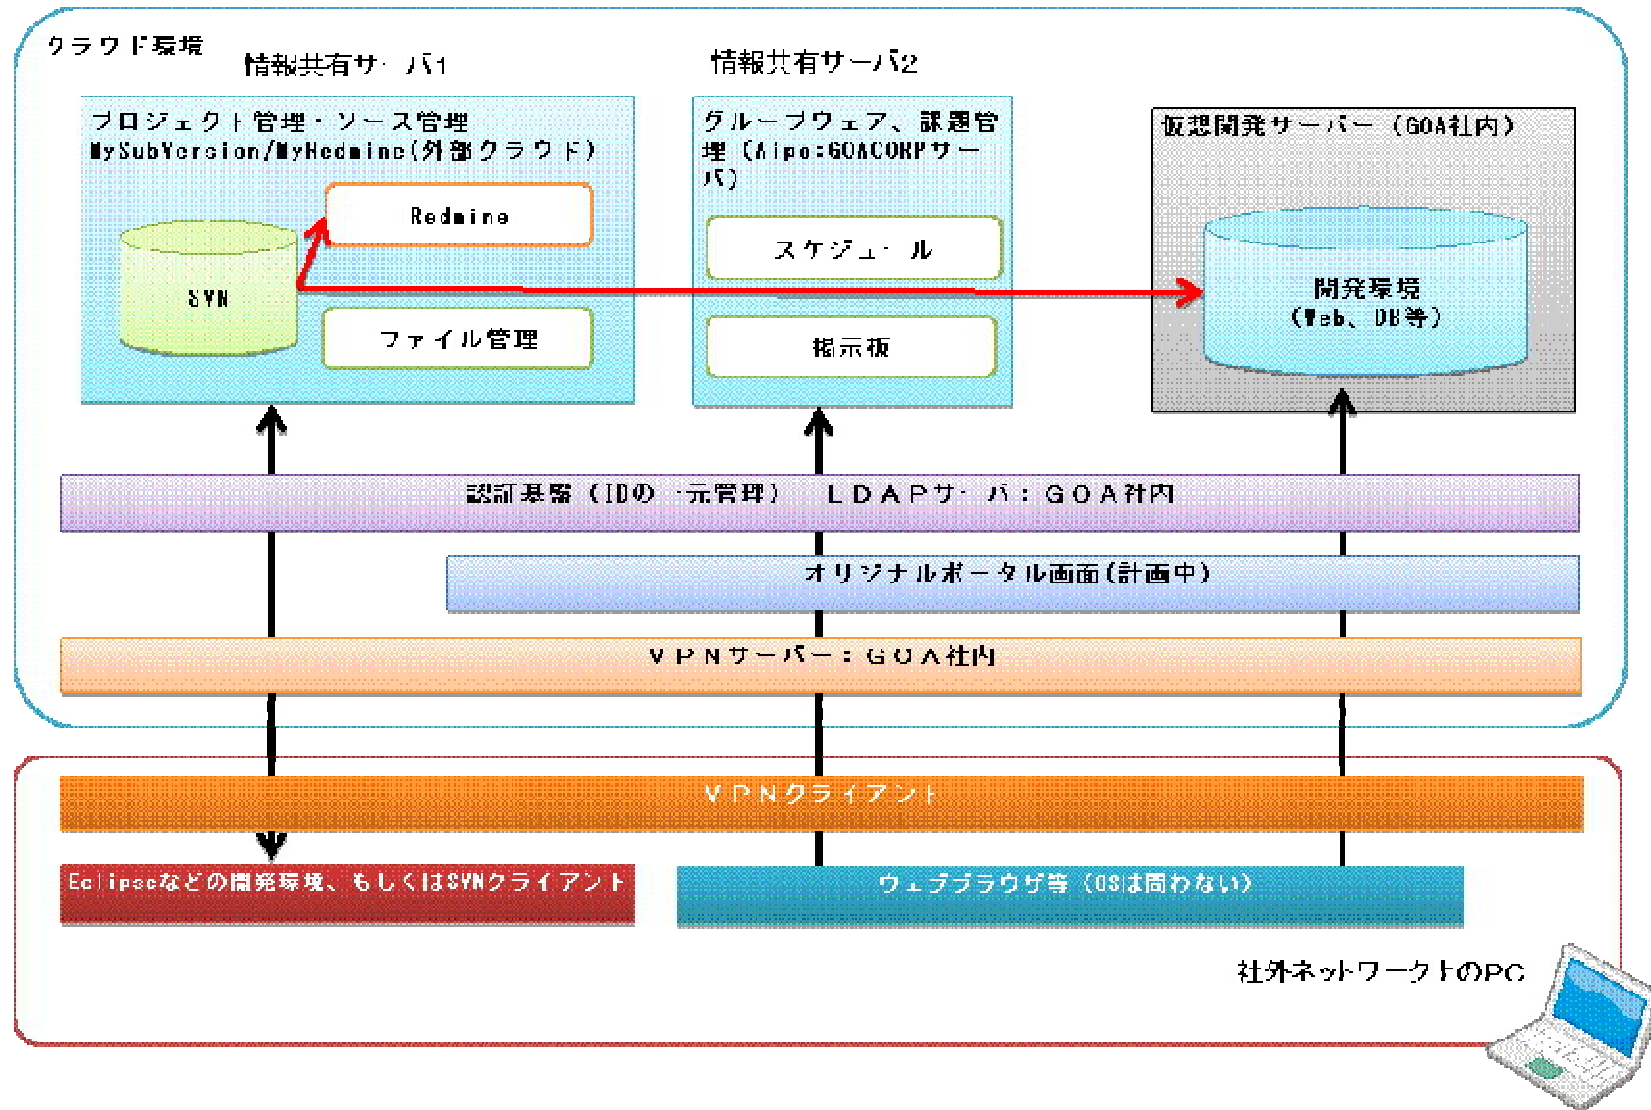 クラウド環境
情報共有サーバ1
情報共有サーバ2
プロジェクト管理・ソース管理
MySubVersion/MyRedmine(外部クラウド)
Redmine
SVN
ファイル管理
グループウェア、課題管
理（Aipo:GOACORPサー
バ）
スケジュール
掲示板
仮想開発サーバー（GOA社内）
開発環境
（Web、DB等）
認証基盤（IDの一元管理）　ＬＤＡＰサーバ：ＧＯＡ社内
オリジナルポータル画面(計画中)
ＶＰＮサーバー：ＧＯＡ社内
ＶＰＮクライアント
Eclipseなどの開発環境、もしくはSVNクライアント
ウェブブラウザ等（OSは問わない）
社外ネットワーク上のPC